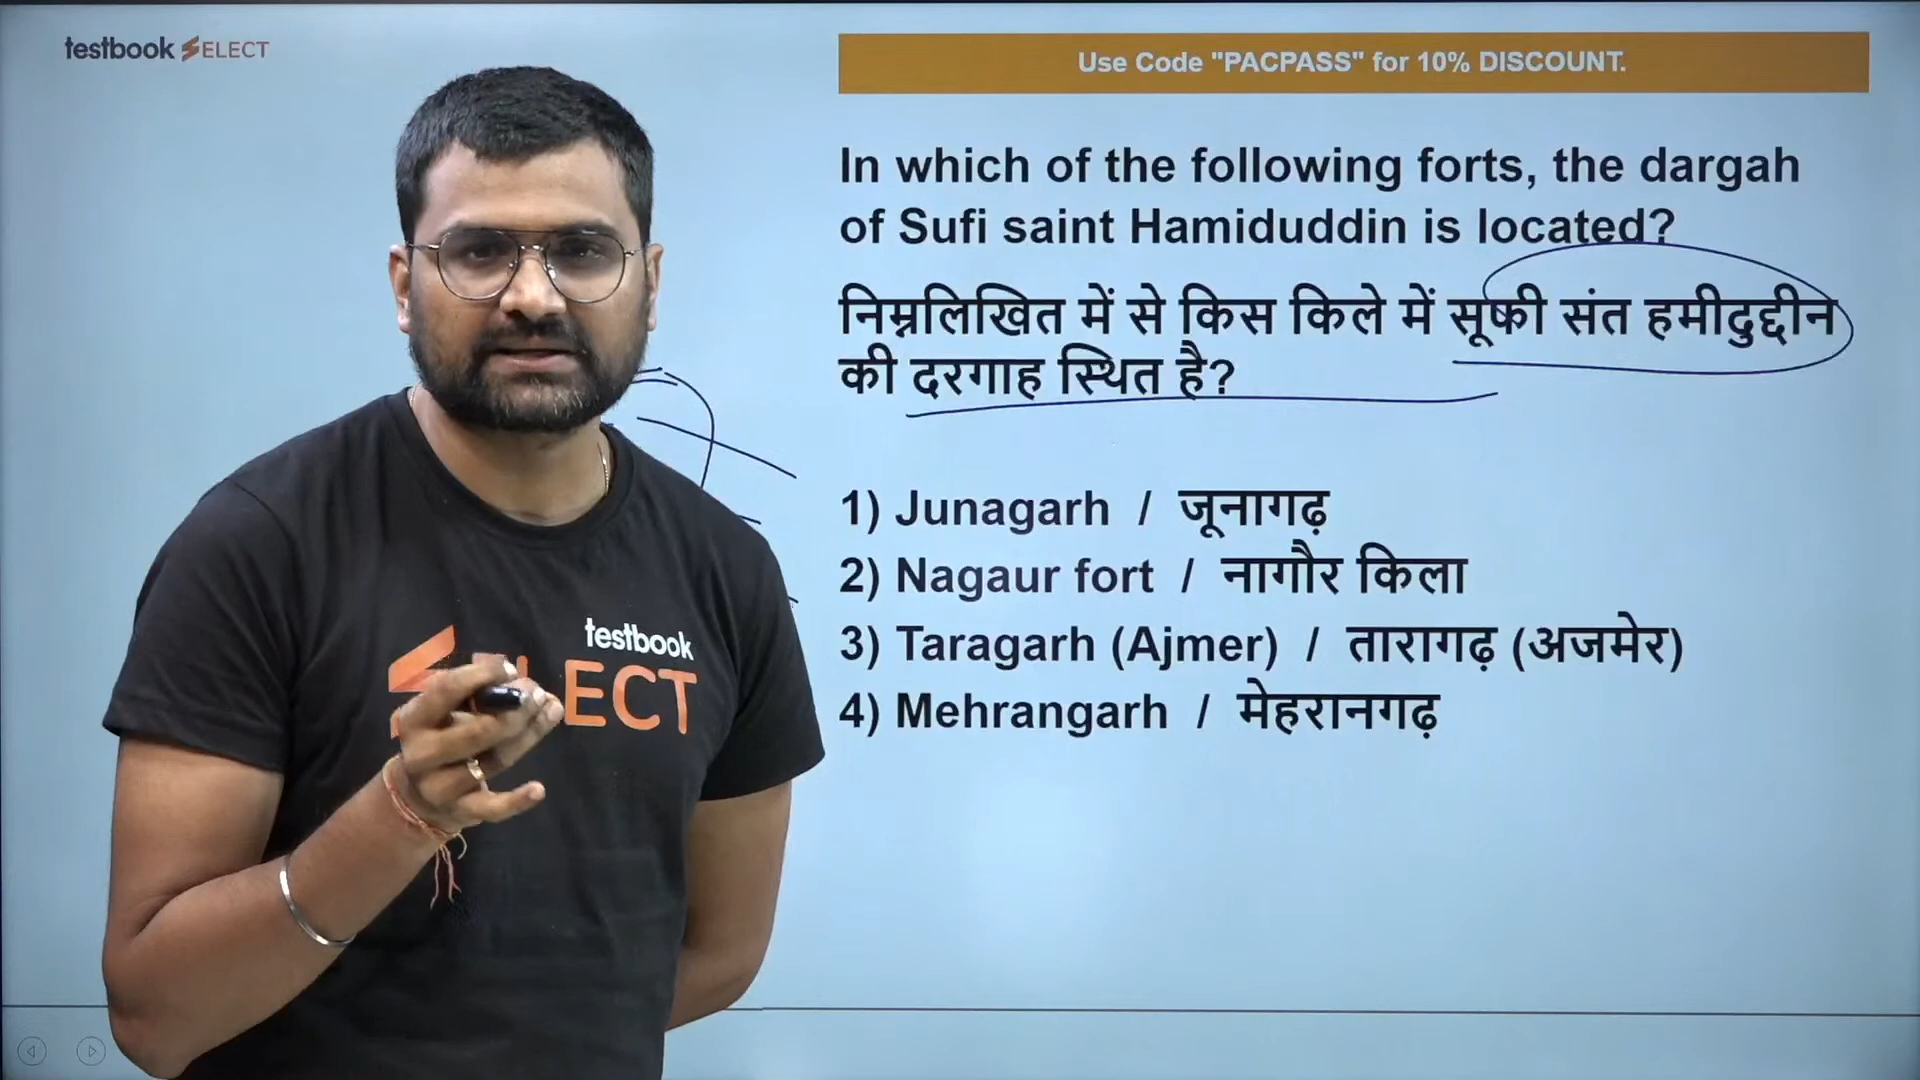 testbook SELECT
Use Code "PACPASS" for 10% DISCOUNT.
In which of the following forts, the dargah
of Sufi saint Hamiduddin is located?
निम्नलिखित में से किस किले में सूफी संत हमीदुद्दीन
की दरगाह स्थित है?
1) Junagarh / जूनागढ़
2) Nagaur fort / नागौर किला
3) Taragarh (Ajmer) / तारागढ़ (अजमेर)
4) Mehrangarh / मेहरानगढ़
testbook
SELECT